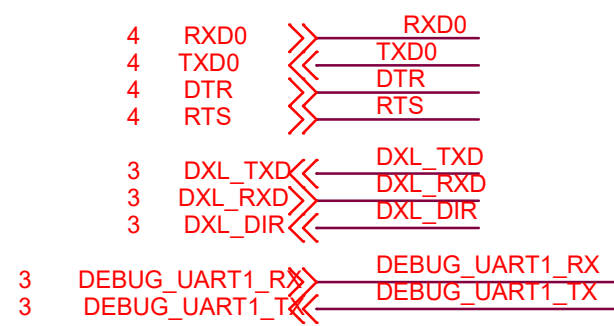 4 RXD0 RXD0
4 TXD0 TXD0
4 DTR DTR
4 RTS RTS
3 DXL_TXD DXL_TXD
3 DXL_RXD DXL_RXD
3 DXL_DIR DXL_DIR
3 DEBUG_UART1_RX DEBUG_UART1_RX
3 DEBUG_UART1_TX DEBUG_UART1_TX